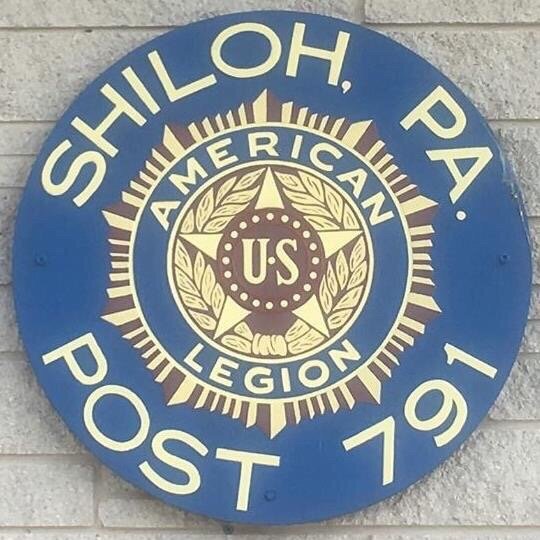 SHILOH, PA.
AMERICAN
U·S
LEGION
POST 791